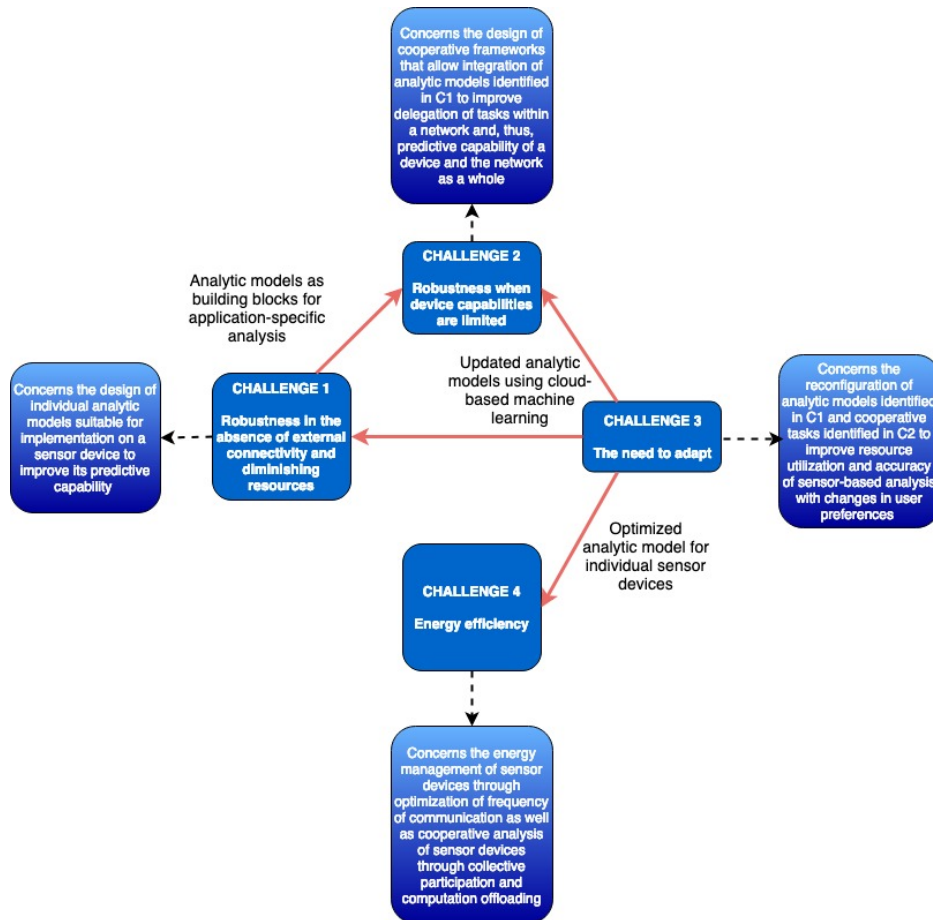 Concerns the design of
cooperative frameworks
that allow integration of
analytic models identified
in C1 to improve
delegation of tasks within
a network and, thus,
predictive capability of a
device and the network
as a whole
CHALLENGE 2
Robustness when
device capabilities
are limited
Analytic models as
building blocks for
application-specific
analysis
Updated analytic
models using cloud-
based machine
learning
Concerns the design of
individual analytic
models suitable for
implementation on a
sensor device to
improve its predictive
capability
CHALLENGE 1
Robustness in the
absence of external
connectivity and
diminishing
resources
CHALLENGE 3
The need to adapt
Concerns the
reconfiguration of
analytic models identified
in C1 and cooperative
tasks identified in C2 to
improve resource
utilization and accuracy
of sensor-based analysis
with changes in user
preferences
Optimized
analytic model for
individual sensor
devices
CHALLENGE 4
Energy efficiency
Concerns the energy
management of sensor
devices through
optimization of frequency
of communication as well
as cooperative analysis
of sensor devices
through collective
participation and
computation offloading